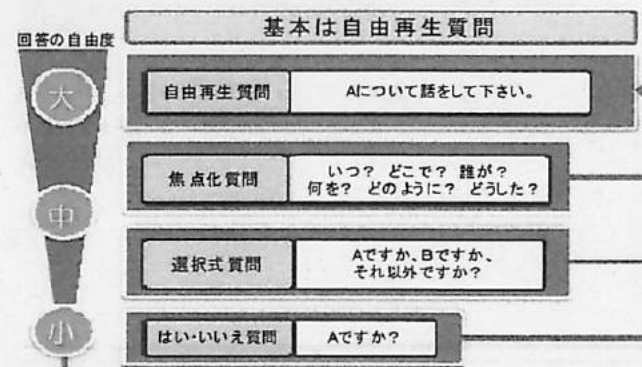 基本は自由再生質問
回答の自由度
大
自由再生質問
Aについて話をして下さい。
焦点化質問
いつ? どこで? 誰が?
何を? どのように? どうした?
中
選択式質問
Aですか、Bですか、
それ以外ですか?
小
はい・いいえ質問
Aですか?